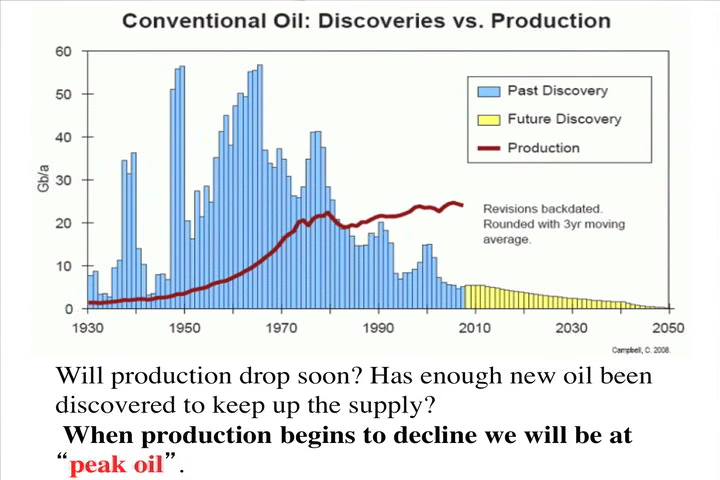 Conventional Oil: Discoveries vs. Production
60
50
40
30
20
10
0
Gb/a
Past Discovery
Future Discovery
Production
Revisions backdated.
Rounded with 3yr moving
average.
1930 1950 1970 1990 2010 2030 2050
Campbell, C. 2008.
Will production drop soon? Has enough new oil been
discovered to keep up the supply?
When production begins to decline we will be at
“peak oil”.